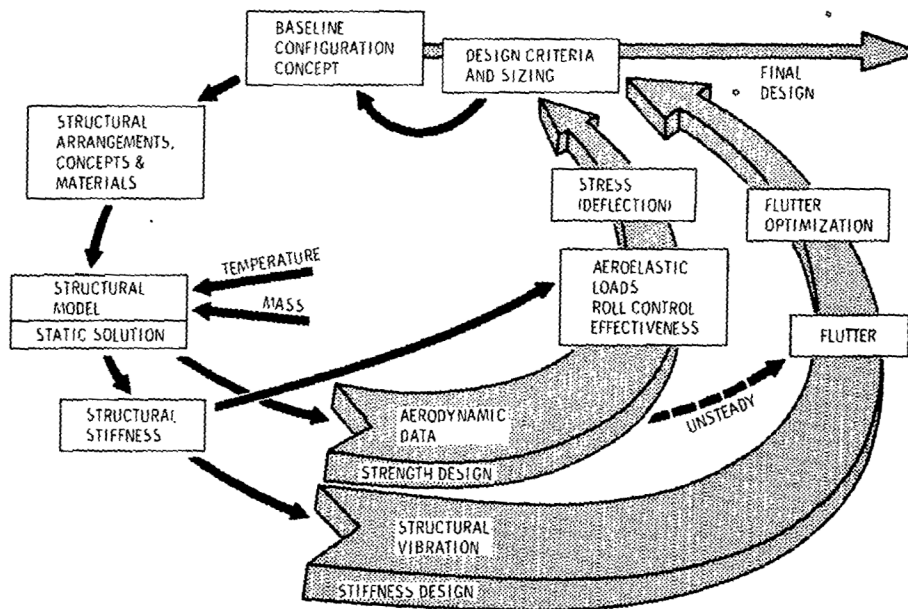 BASELINE
CONFIGURATION
CONCEPT
DESIGN CRITERIA
AND SIZING
FINAL
DESIGN
STRUCTURAL
ARRANGEMENTS,
CONCEPTS &
MATERIALS
STRESS
(DEFLECTION)
FLUTTER
OPTIMIZATION
TEMPERATURE
MASS
STRUCTURAL
MODEL
STATIC SOLUTION
AEROELASTIC
LOADS
ROLL CONTROL
EFFECTIVENESS
FLUTTER
STRUCTURAL
STIFFNESS
AERODYNAMIC
DATA
UNSTEADY
STRENGTH DESIGN
STRUCTURAL
VIBRATION
STIFFNESS DESIGN